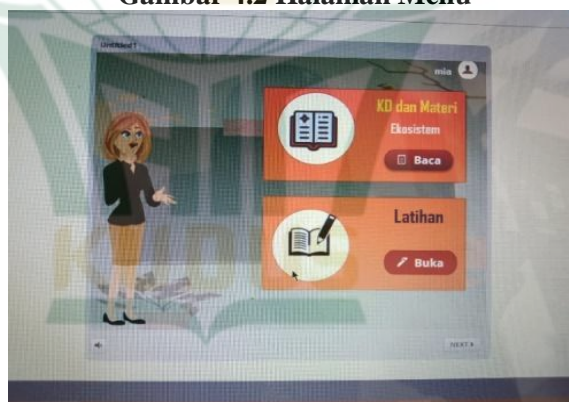 Gambar 4.2 Halaman Menu
Untitled1
mia
KD dan Materi
Ekosistem
Baca
Latihan
Buka
NEXT